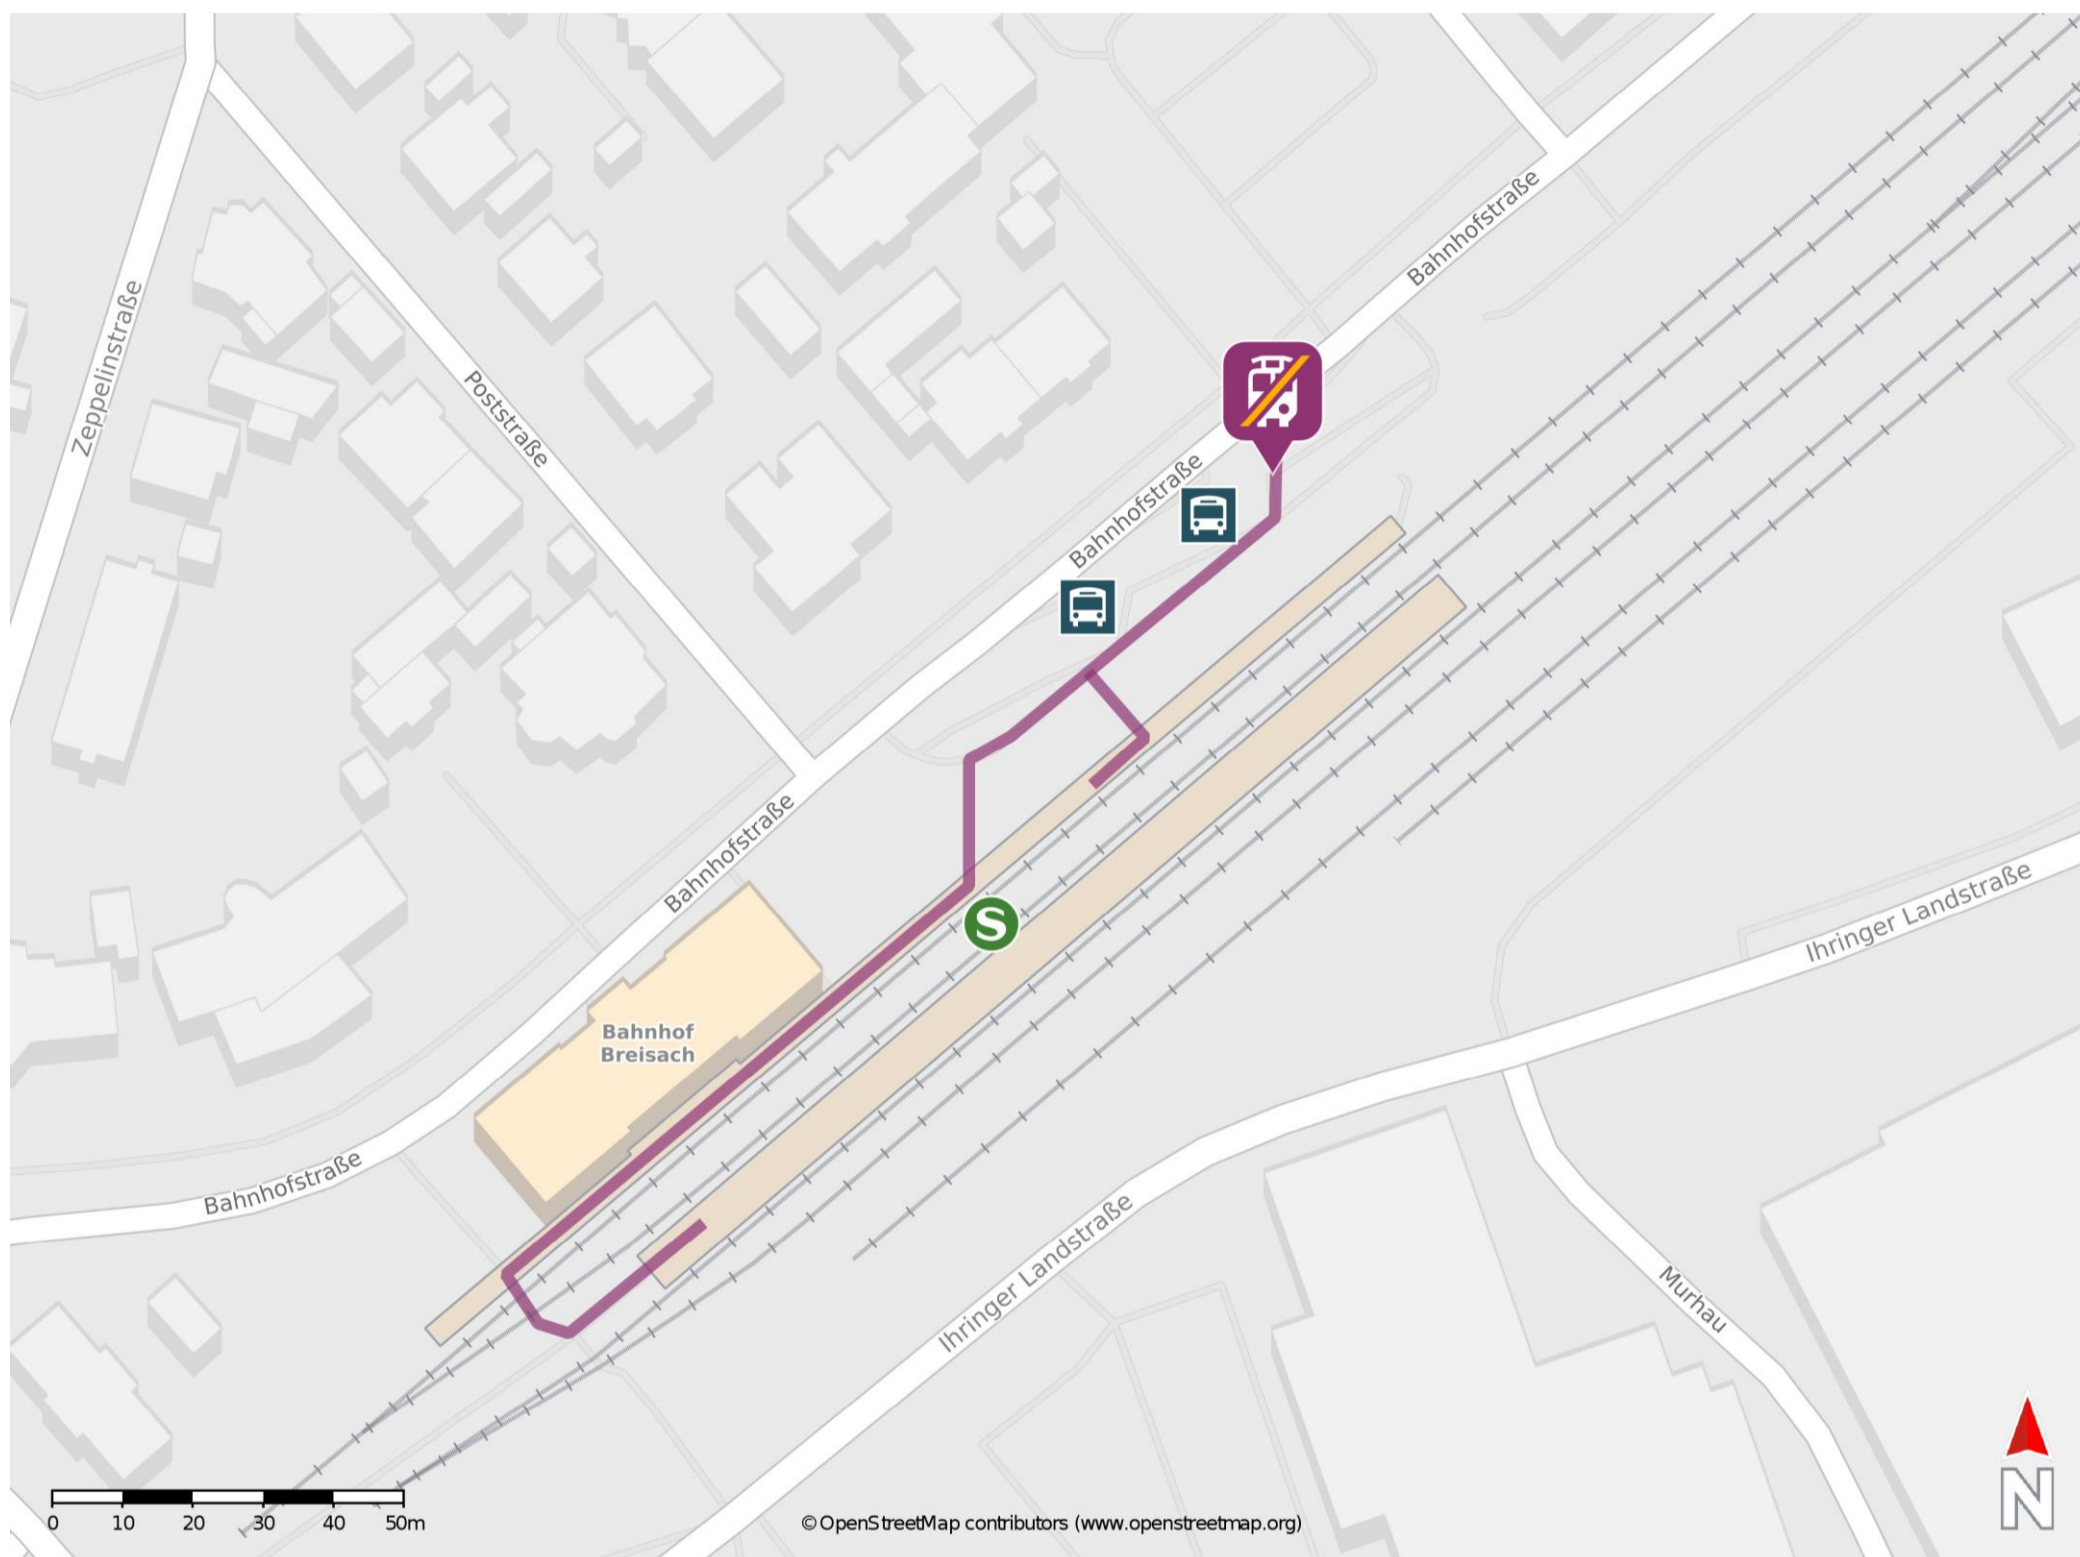 Bahnhofstraße
Zeppelinstraße
Poststraße
Bahnhofstraße
Bahnhofstraße
S
Ihringer Landstraße
Bahnhof
Breisach
Bahnhofstraße
Ihringer Landstraße
Murhau
0 10 20 30 40 50m
© OpenStreetMap contributors (www.openstreetmap.org)
N